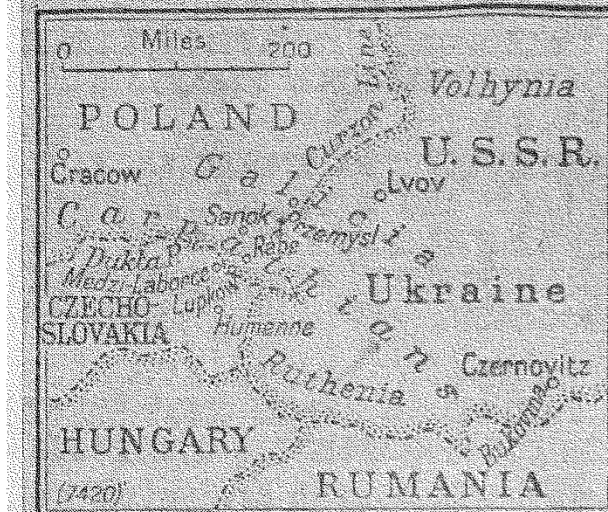 0 Miles 200
Line
Volhynia
POLAND
Curzon
U.S.S.R.
Cracow
Galicia
Lvov
Carpathians
Sanok
Przemysl
Dukla P.
Rehe
Medzi Laborce
Ukraine
CZECHO-
SLOVAKIA
Lupkow
Humenne
Ruthenia
Czernovitz
Bukovina
HUNGARY
RUMANIA
(7420)